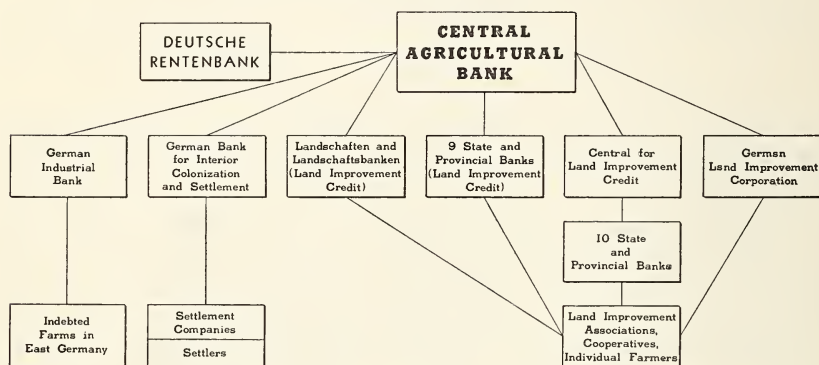 DEUTSCHE
RENTENBANK
CENTRAL
AGRICULTURAL
BANK
German
Industrial
Bank
German Bank
for Interior
Colonization
and Settlement
Landschaften and
Landschaftsbanken
(Land Improvement
Credit)
9 State and
Provincial Banks
(Land Improvement
Credit)
Central for
Land Improvement
Credit
German
Land Improvement
Corporation
10 State
and
Provincial Banks
Indebted
Farms in
East Germany
Settlement
Companies
Settlers
Land Improvement
Associations,
Cooperatives,
Individual Farmers